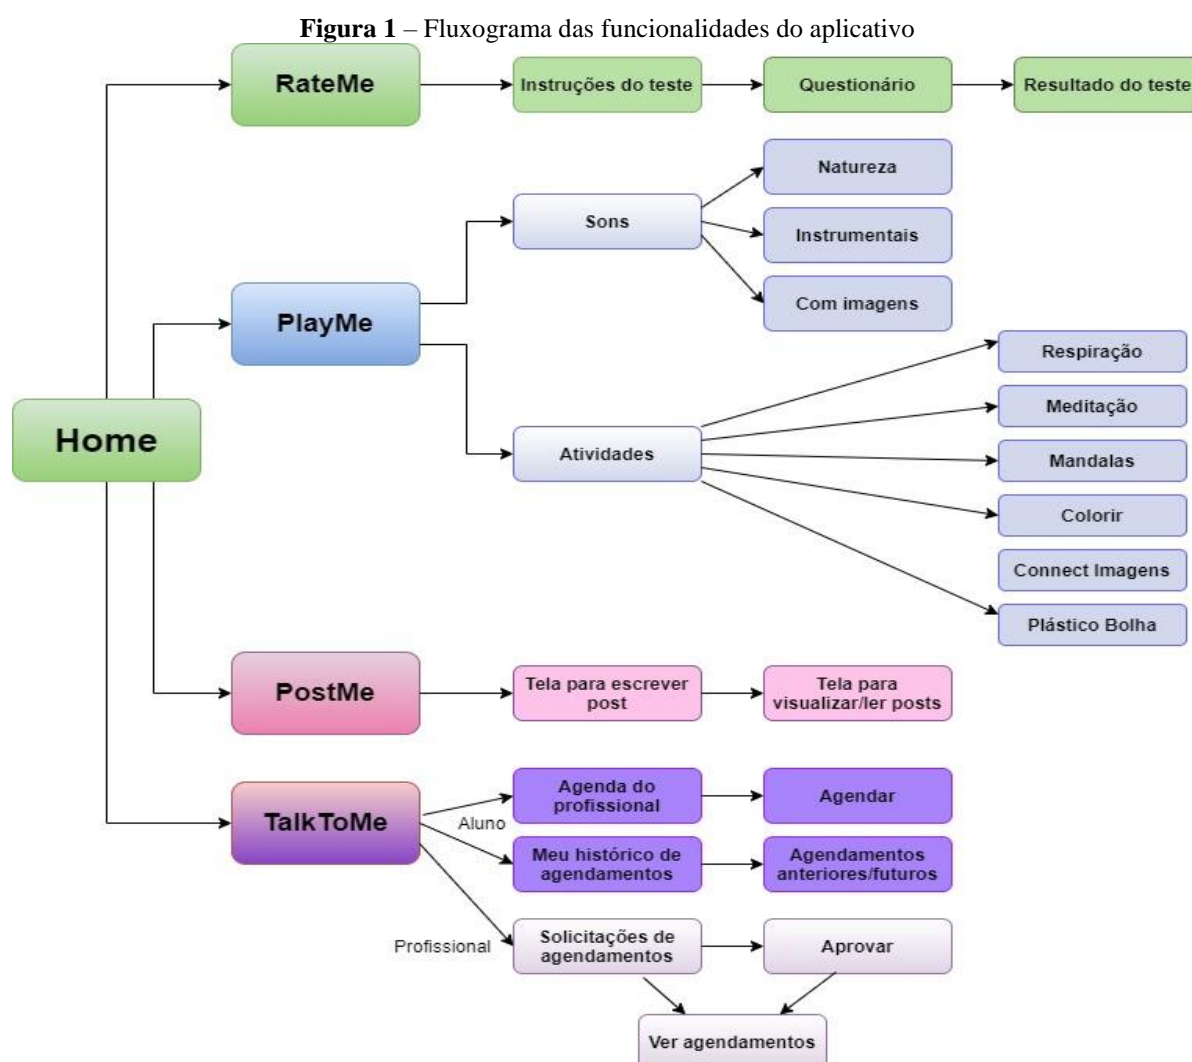 Figura 1 – Fluxograma das funcionalidades do aplicativo
RateMe
Instruções do teste
Questionário
Resultado do teste
Natureza
Sons
Instrumentais
Com imagens
PlayMe
Respiração
Meditação
Atividades
Mandalas
Colorir
Connect Imagens
Plástico Bolha
Home
PostMe
Tela para escrever
post
Tela para
visualizar/ler posts
TalkToMe
Aluno
Agenda do
profissional
Agendar
Meu histórico de
agendamentos
Agendamentos
anteriores/futuros
Profissional
Solicitações de
agendamentos
Aprovar
Ver agendamentos